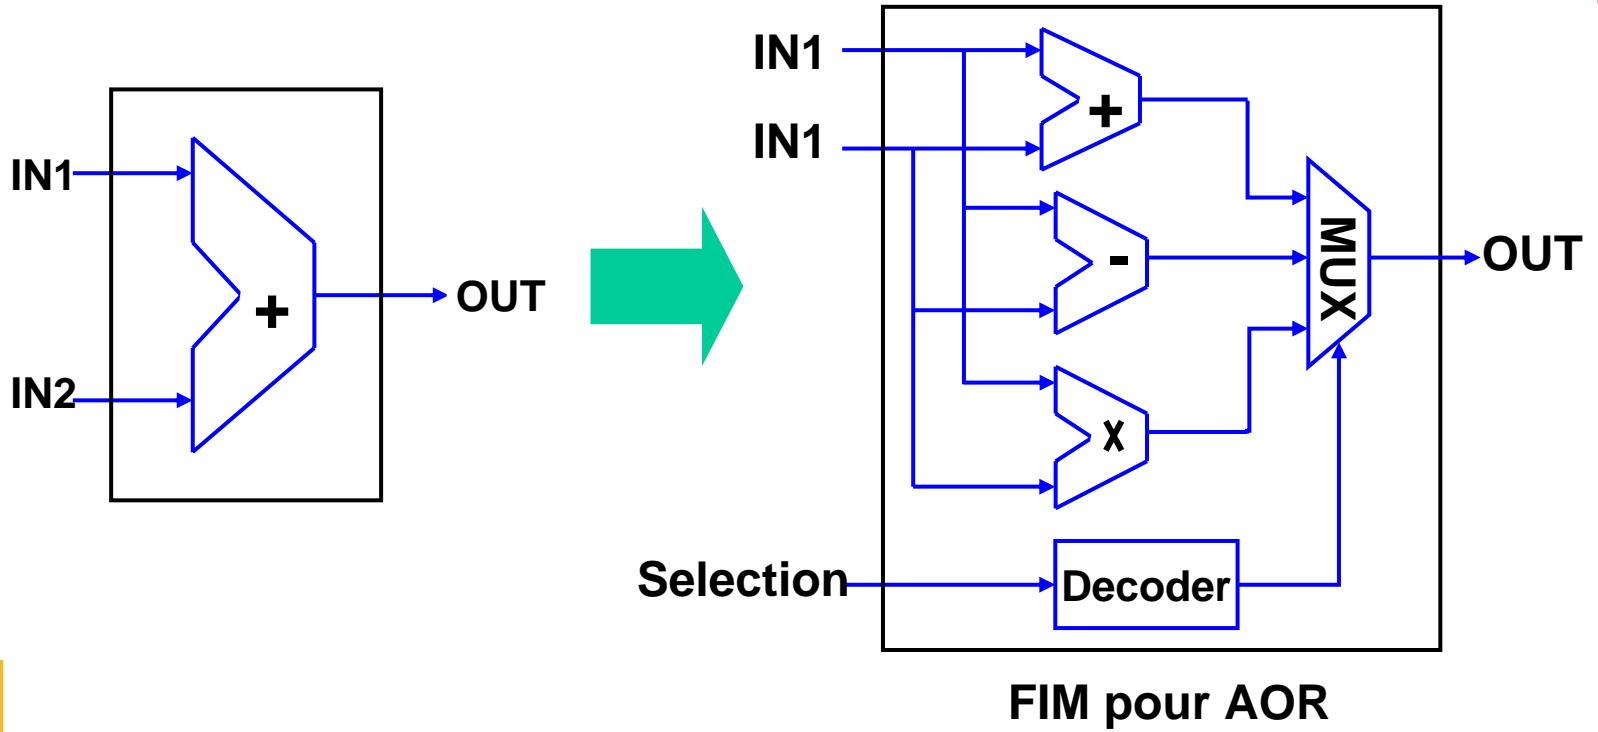 IN1
IN2
+
OUT
IN1
IN1
+
-
x
MUX
OUT
Selection
Decoder
FIM pour AOR